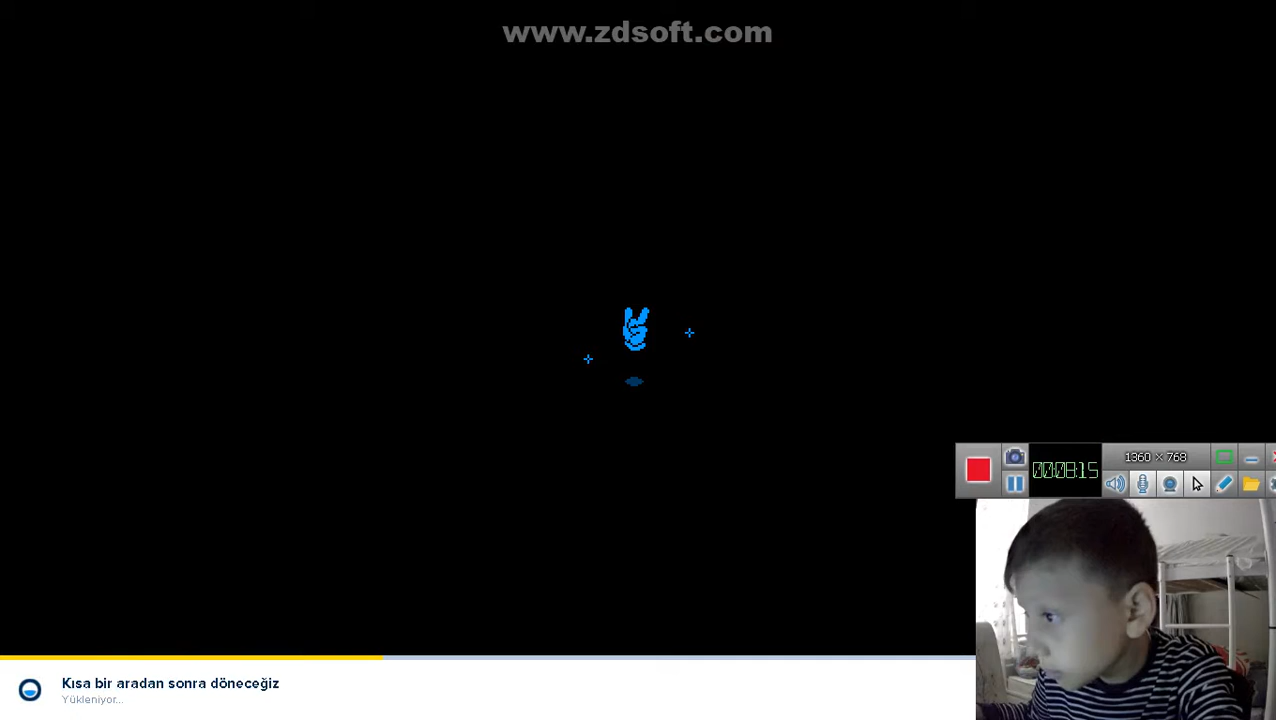 www.zdsoft.com
00:08:15
1360 × 768
Kısa bir aradan sonra döneceğiz
Yükleniyor...